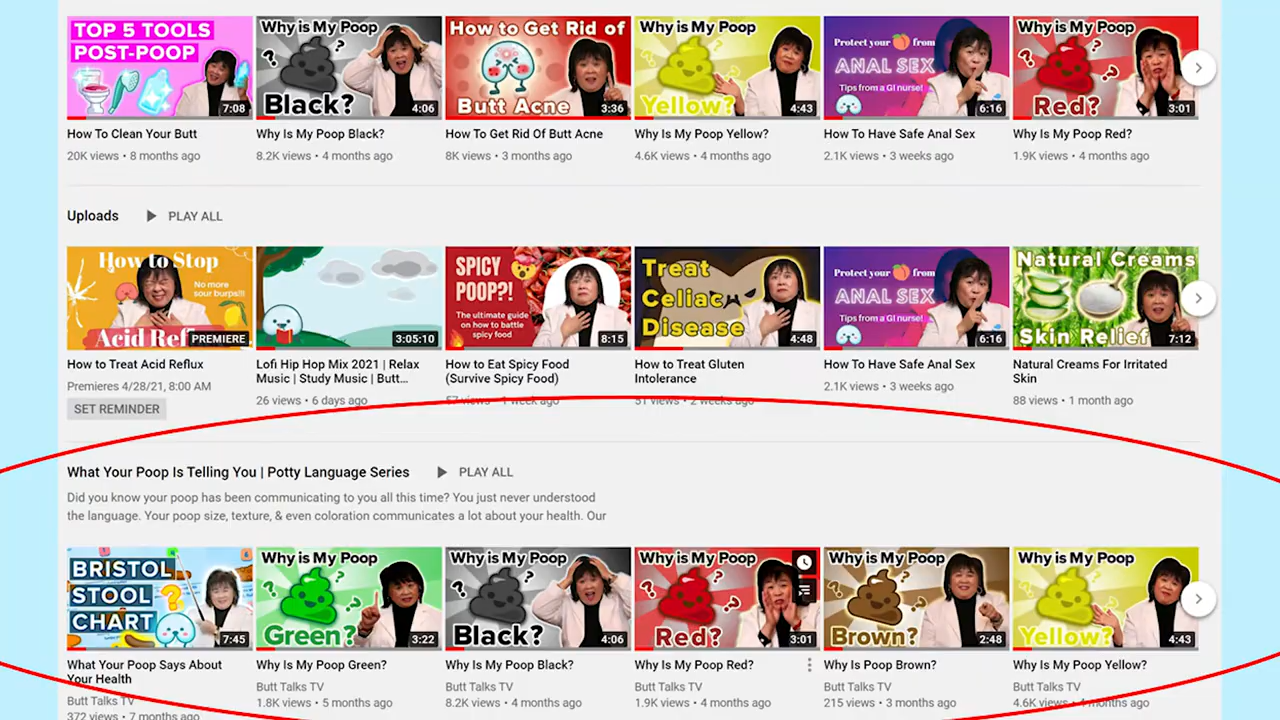 TOP 5 TOOLS
POST-POOP
7:08
Why is My Poop
Black?
4:06
How to Get Rid of
Butt Acne
3:36
Why is My Poop
Yellow?
4:43
Protect your 🍑 from
ANAL SEX
Tips from a GI nurse!
6:16
Why is My Poop
Red?
3:01
How To Clean Your Butt
Why Is My Poop Black?
How To Get Rid Of Butt Acne
Why Is My Poop Yellow?
How To Have Safe Anal Sex
Why Is My Poop Red?
20K views • 8 months ago
8.2K views • 4 months ago
8K views • 3 months ago
4.6K views • 4 months ago
2.1K views • 3 weeks ago
1.9K views • 4 months ago
Uploads
PLAY ALL
How to Stop
No more
sour burps!!!
Acid
PREMIERE
3:05:10
SPICY
POOP?!
The ultimate guide
on how to battle
spicy food
8:15
Treat
Celiac
Disease
4:48
Protect your 🍑 from
ANAL SEX
Tips from a GI nurse!
6:16
Natural Creams
Skin Relief
7:12
How to Treat Acid Reflux
Premieres 4/28/21, 8:00 AM
SET REMINDER
Lofi Hip Hop Mix 2021 | Relax
Music | Study Music | Butt...
26 views • 6 days ago
How to Eat Spicy Food
(Survive Spicy Food)
57 views • 1 week ago
How to Treat Gluten
Intolerance
51 views • 2 weeks ago
How To Have Safe Anal Sex
2.1K views • 3 weeks ago
Natural Creams For Irritated
Skin
88 views • 1 month ago
What Your Poop Is Telling You | Potty Language Series
PLAY ALL
Did you know your poop has been communicating to you all this time? You just never understood
the language. Your poop size, texture, & even coloration communicates a lot about your health. Our
BRISTOL
STOOL
CHART
7:45
Why is My Poop
Green?
3:22
Why is My Poop
Black?
4:06
Why is My Poop
Red?
3:01
Why is My Poop
Brown?
2:48
Why is My Poop
Yellow?
4:43
What Your Poop Says About
Your Health
Butt Talks TV
372 views • 7 months ago
Why Is My Poop Green?
Butt Talks TV
1.8K views • 5 months ago
Why Is My Poop Black?
Butt Talks TV
8.2K views • 4 months ago
Why Is My Poop Red?
Butt Talks TV
1.9K views • 4 months ago
Why Is Poop Brown?
Butt Talks TV
215 views • 3 months ago
Why Is My Poop Yellow?
Butt Talks TV
4.6K views • 4 months ago